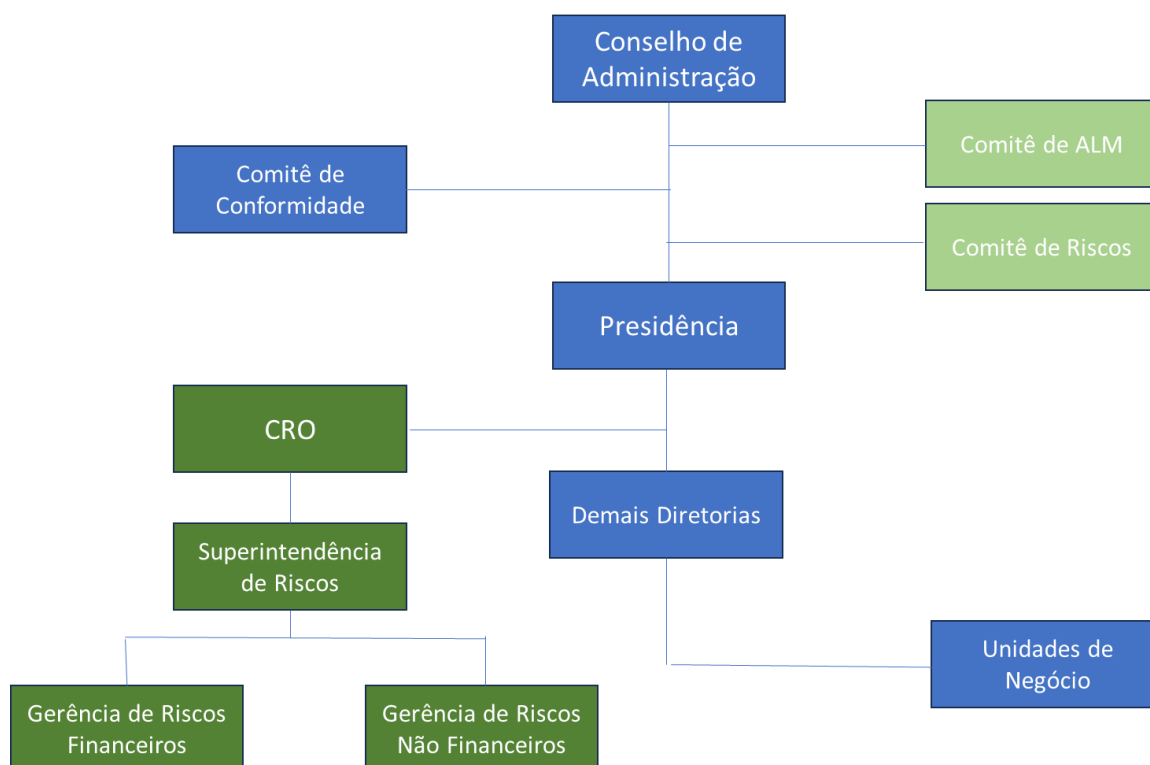 Conselho de
Administração
Comitê de ALM
Comitê de
Conformidade
Comitê de Riscos
Presidência
CRO
Demais Diretorias
Superintendência
de Riscos
Unidades de
Negócio
Gerência de Riscos
Financeiros
Gerência de Riscos
Não Financeiros